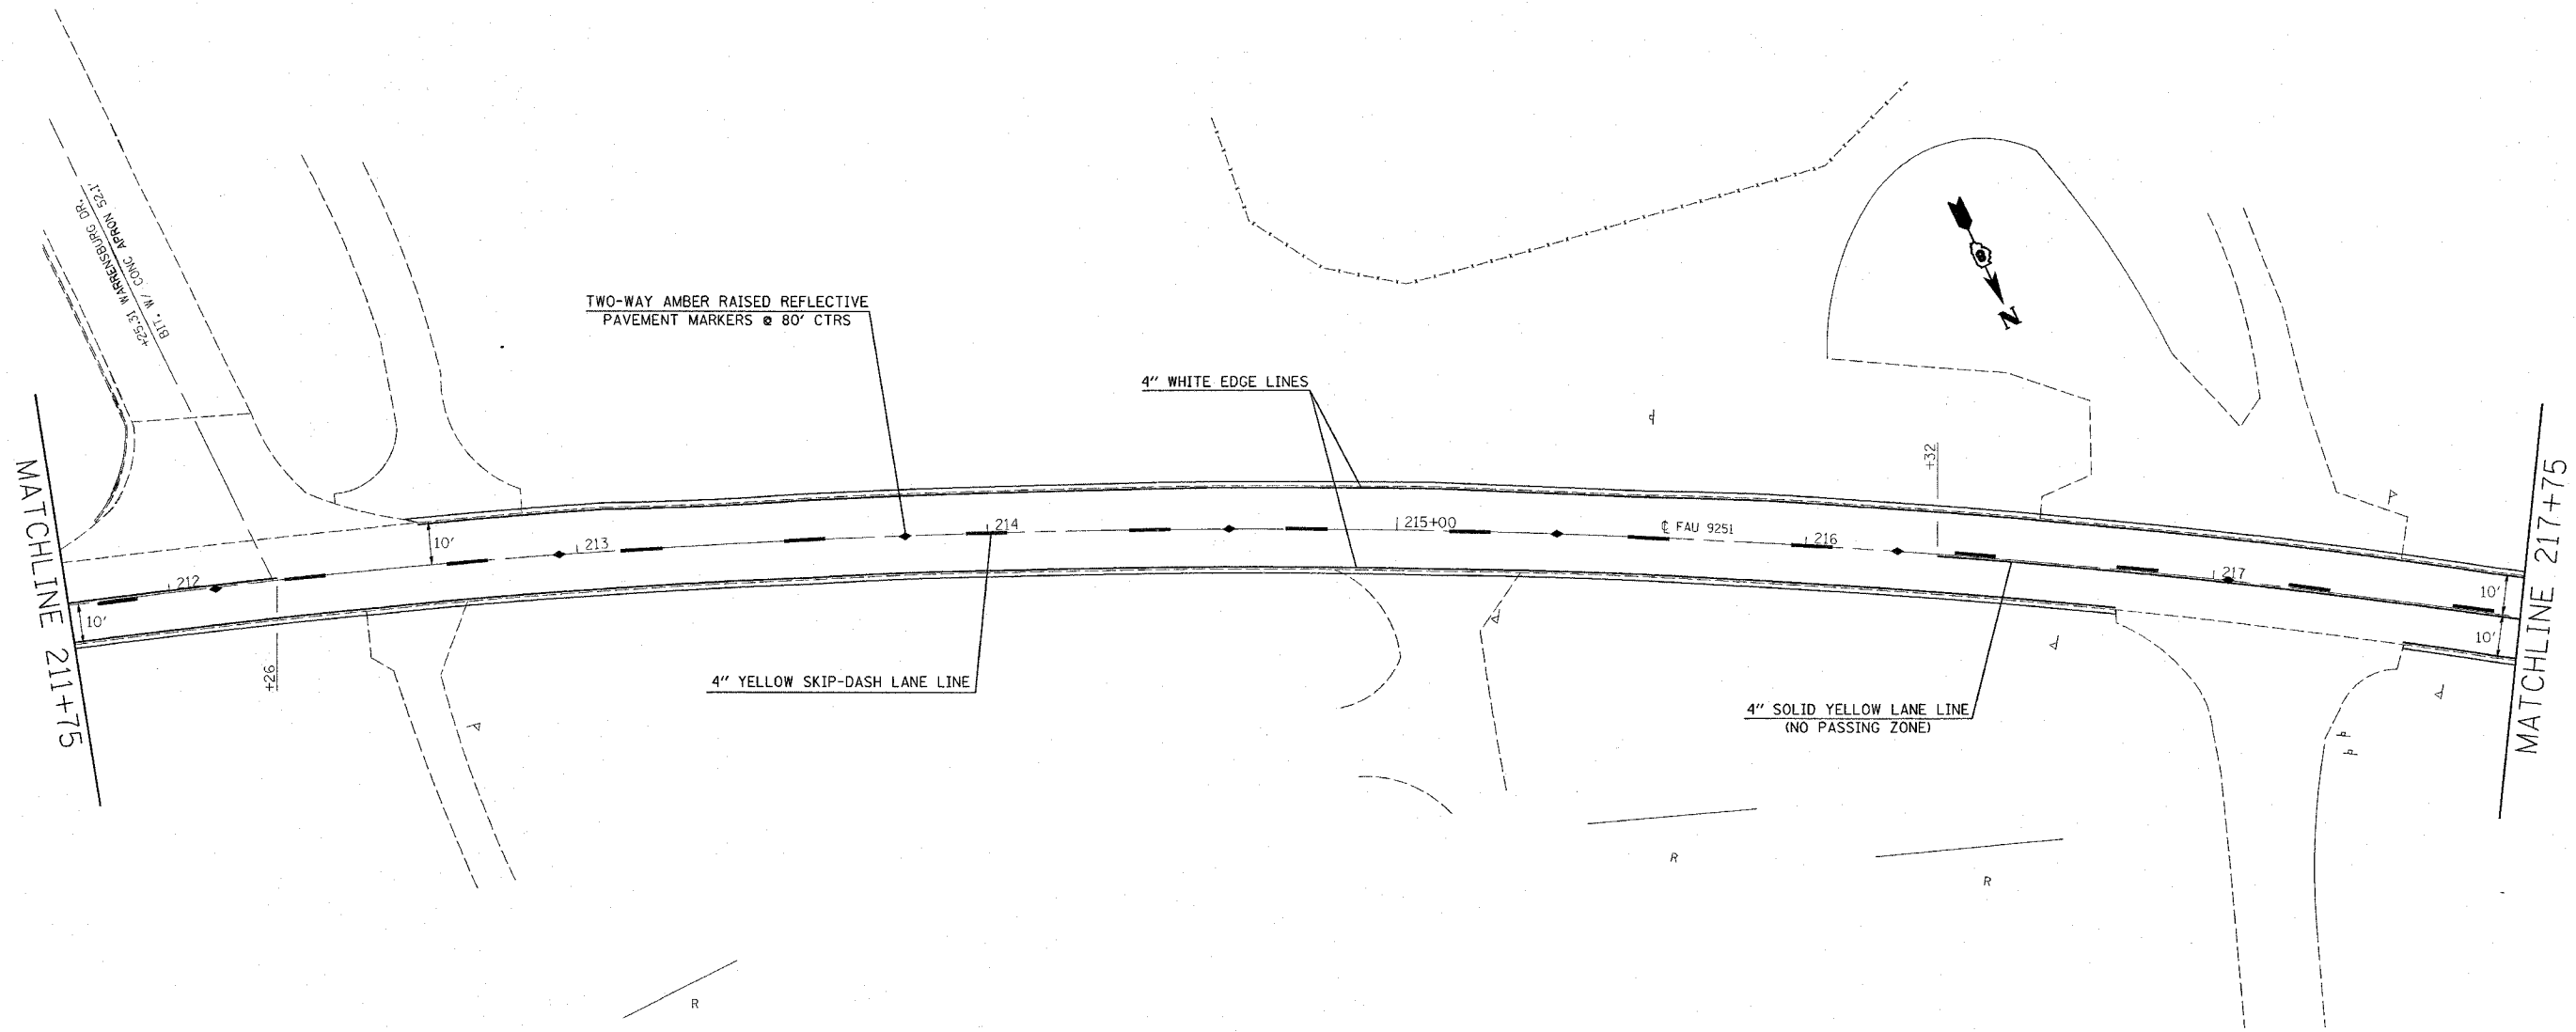 +25.31 WARRENSBURG DR.
BIT. W/ CONC APRON 52.1'
TWO-WAY AMBER RAISED REFLECTIVE
PAVEMENT MARKERS @ 80' CTRS
4" WHITE EDGE LINES
N
+32
MATCHLINE 211+75
MATCHLINE 217+75
212
213
214
215+00
℄ FAU 9251
216
217
10'
10'
10'
10'
+26
4" YELLOW SKIP-DASH LANE LINE
4" SOLID YELLOW LANE LINE
(NO PASSING ZONE)
R
R
R